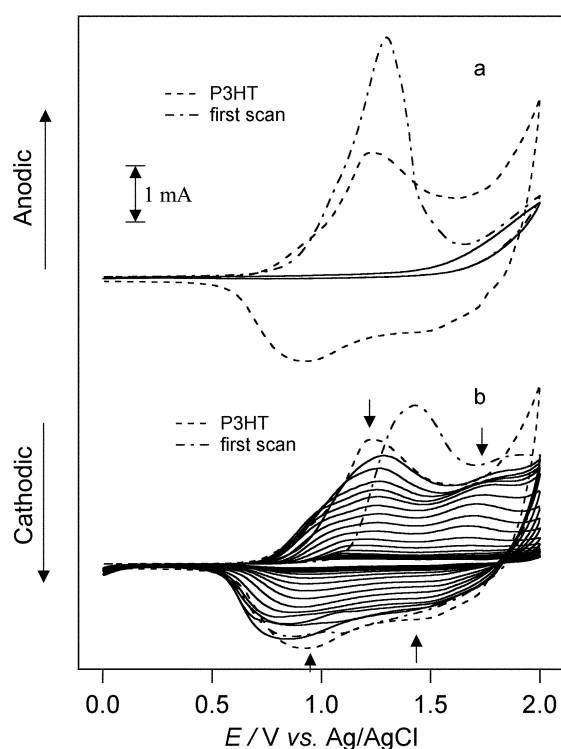 a
P3HT
first scan
1 mA
Anodic
b
P3HT
first scan
Cathodic
0.0 0.5 1.0 1.5 2.0
E / V vs. Ag/AgCl